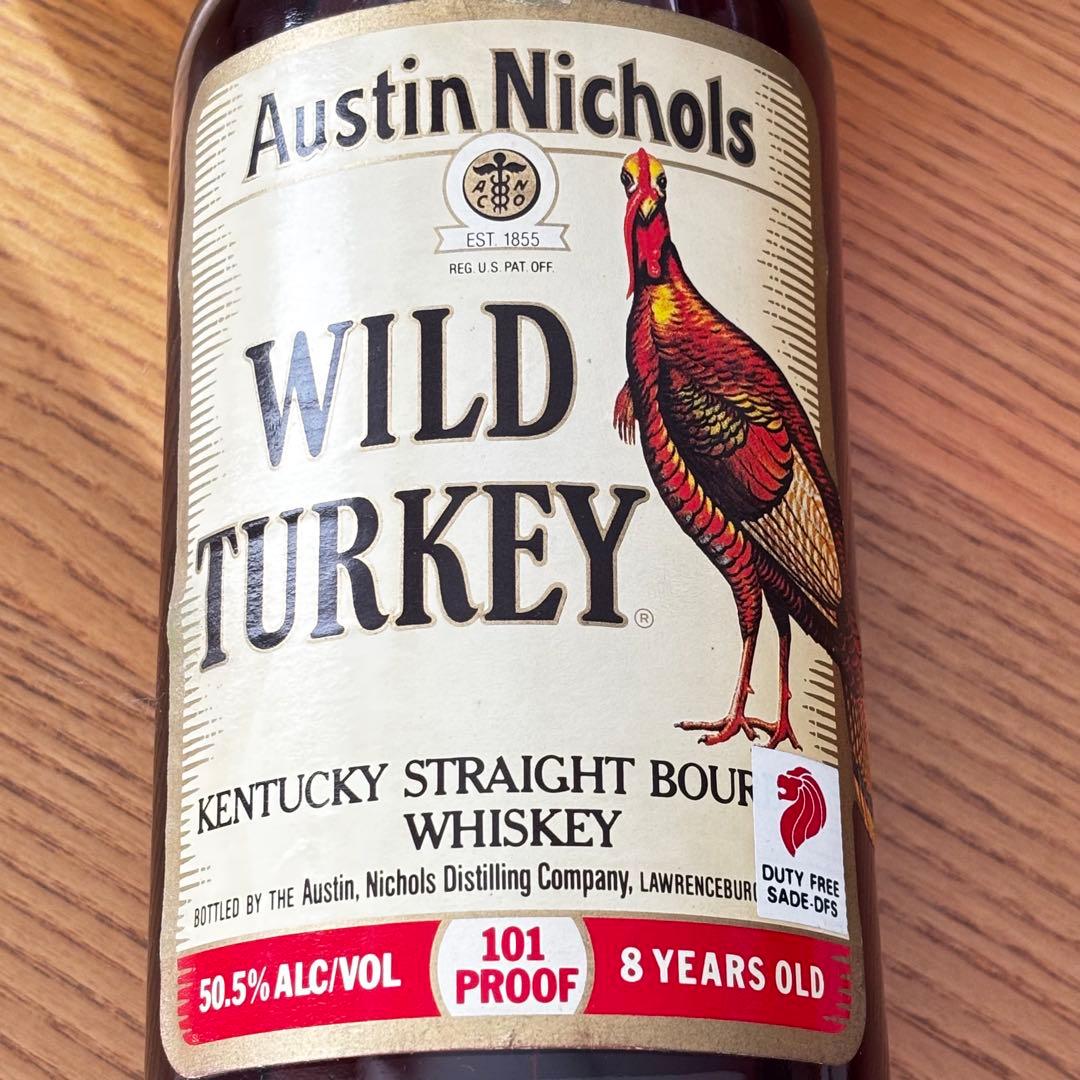 Austin Nichols
A N
C O
EST. 1855
REG. U.S. PAT. OFF.
WILD
TURKEY®
KENTUCKY STRAIGHT BOUR
WHISKEY
BOTTLED BY THE Austin, Nichols Distilling Company, LAWRENCEBURG
DUTY FREE
SADE-DFS
50.5% ALC/VOL
101
PROOF
8 YEARS OLD